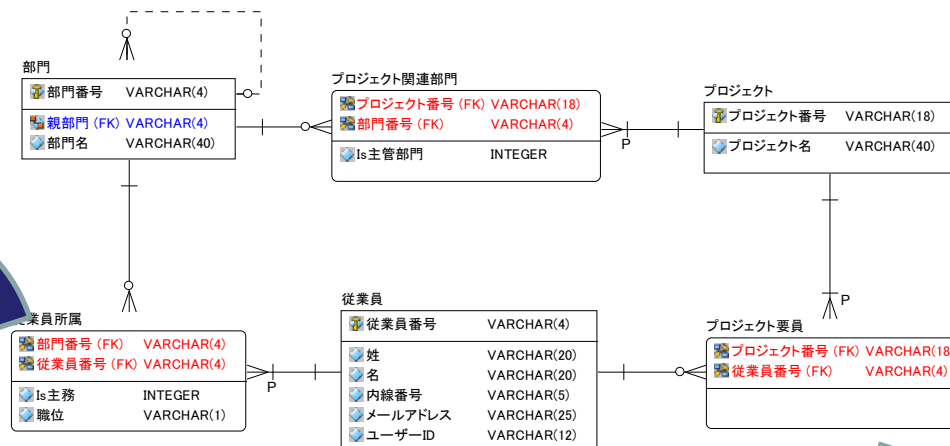 部門
部門番号 VARCHAR(4)
親部門 (FK) VARCHAR(4)
部門名 VARCHAR(40)
プロジェクト関連部門
プロジェクト番号 (FK) VARCHAR(18)
部門番号 (FK) VARCHAR(4)
Is主管部門 INTEGER
P
プロジェクト
プロジェクト番号 VARCHAR(18)
プロジェクト名 VARCHAR(40)
業員所属
部門番号 (FK) VARCHAR(4)
従業員番号 (FK) VARCHAR(4)
Is主務 INTEGER
職位 VARCHAR(1)
P
従業員
従業員番号 VARCHAR(4)
姓 VARCHAR(20)
名 VARCHAR(20)
内線番号 VARCHAR(5)
メールアドレス VARCHAR(25)
ユーザーID VARCHAR(12)
P
プロジェクト要員
プロジェクト番号 (FK) VARCHAR(18
従業員番号 (FK) VARCHAR(4)